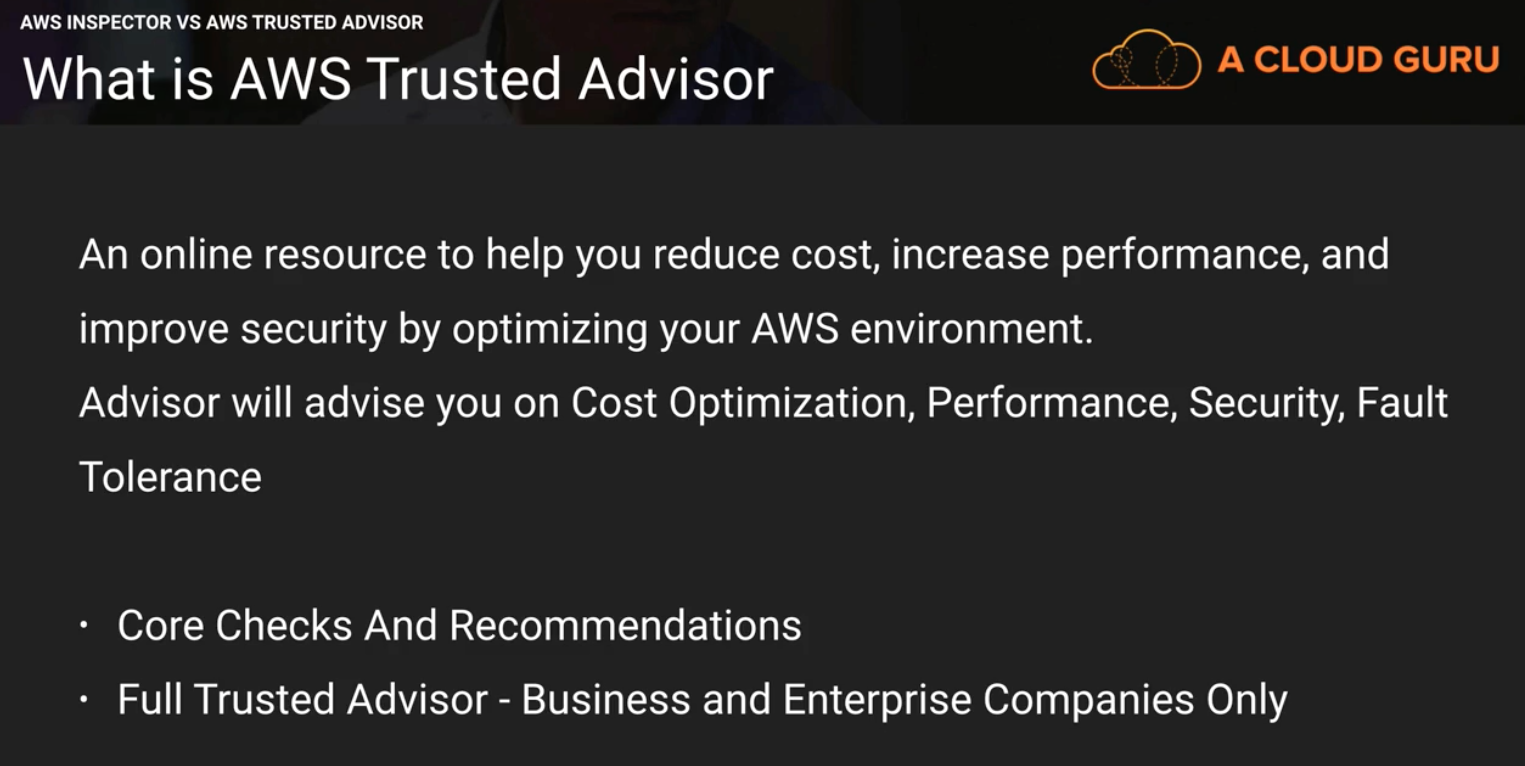 AWS INSPECTOR VS AWS TRUSTED ADVISOR
What is AWS Trusted Advisor
A CLOUD GURU
An online resource to help you reduce cost, increase performance, and
improve security by optimizing your AWS environment.
Advisor will advise you on Cost Optimization, Performance, Security, Fault
Tolerance
· Core Checks And Recommendations
· Full Trusted Advisor - Business and Enterprise Companies Only